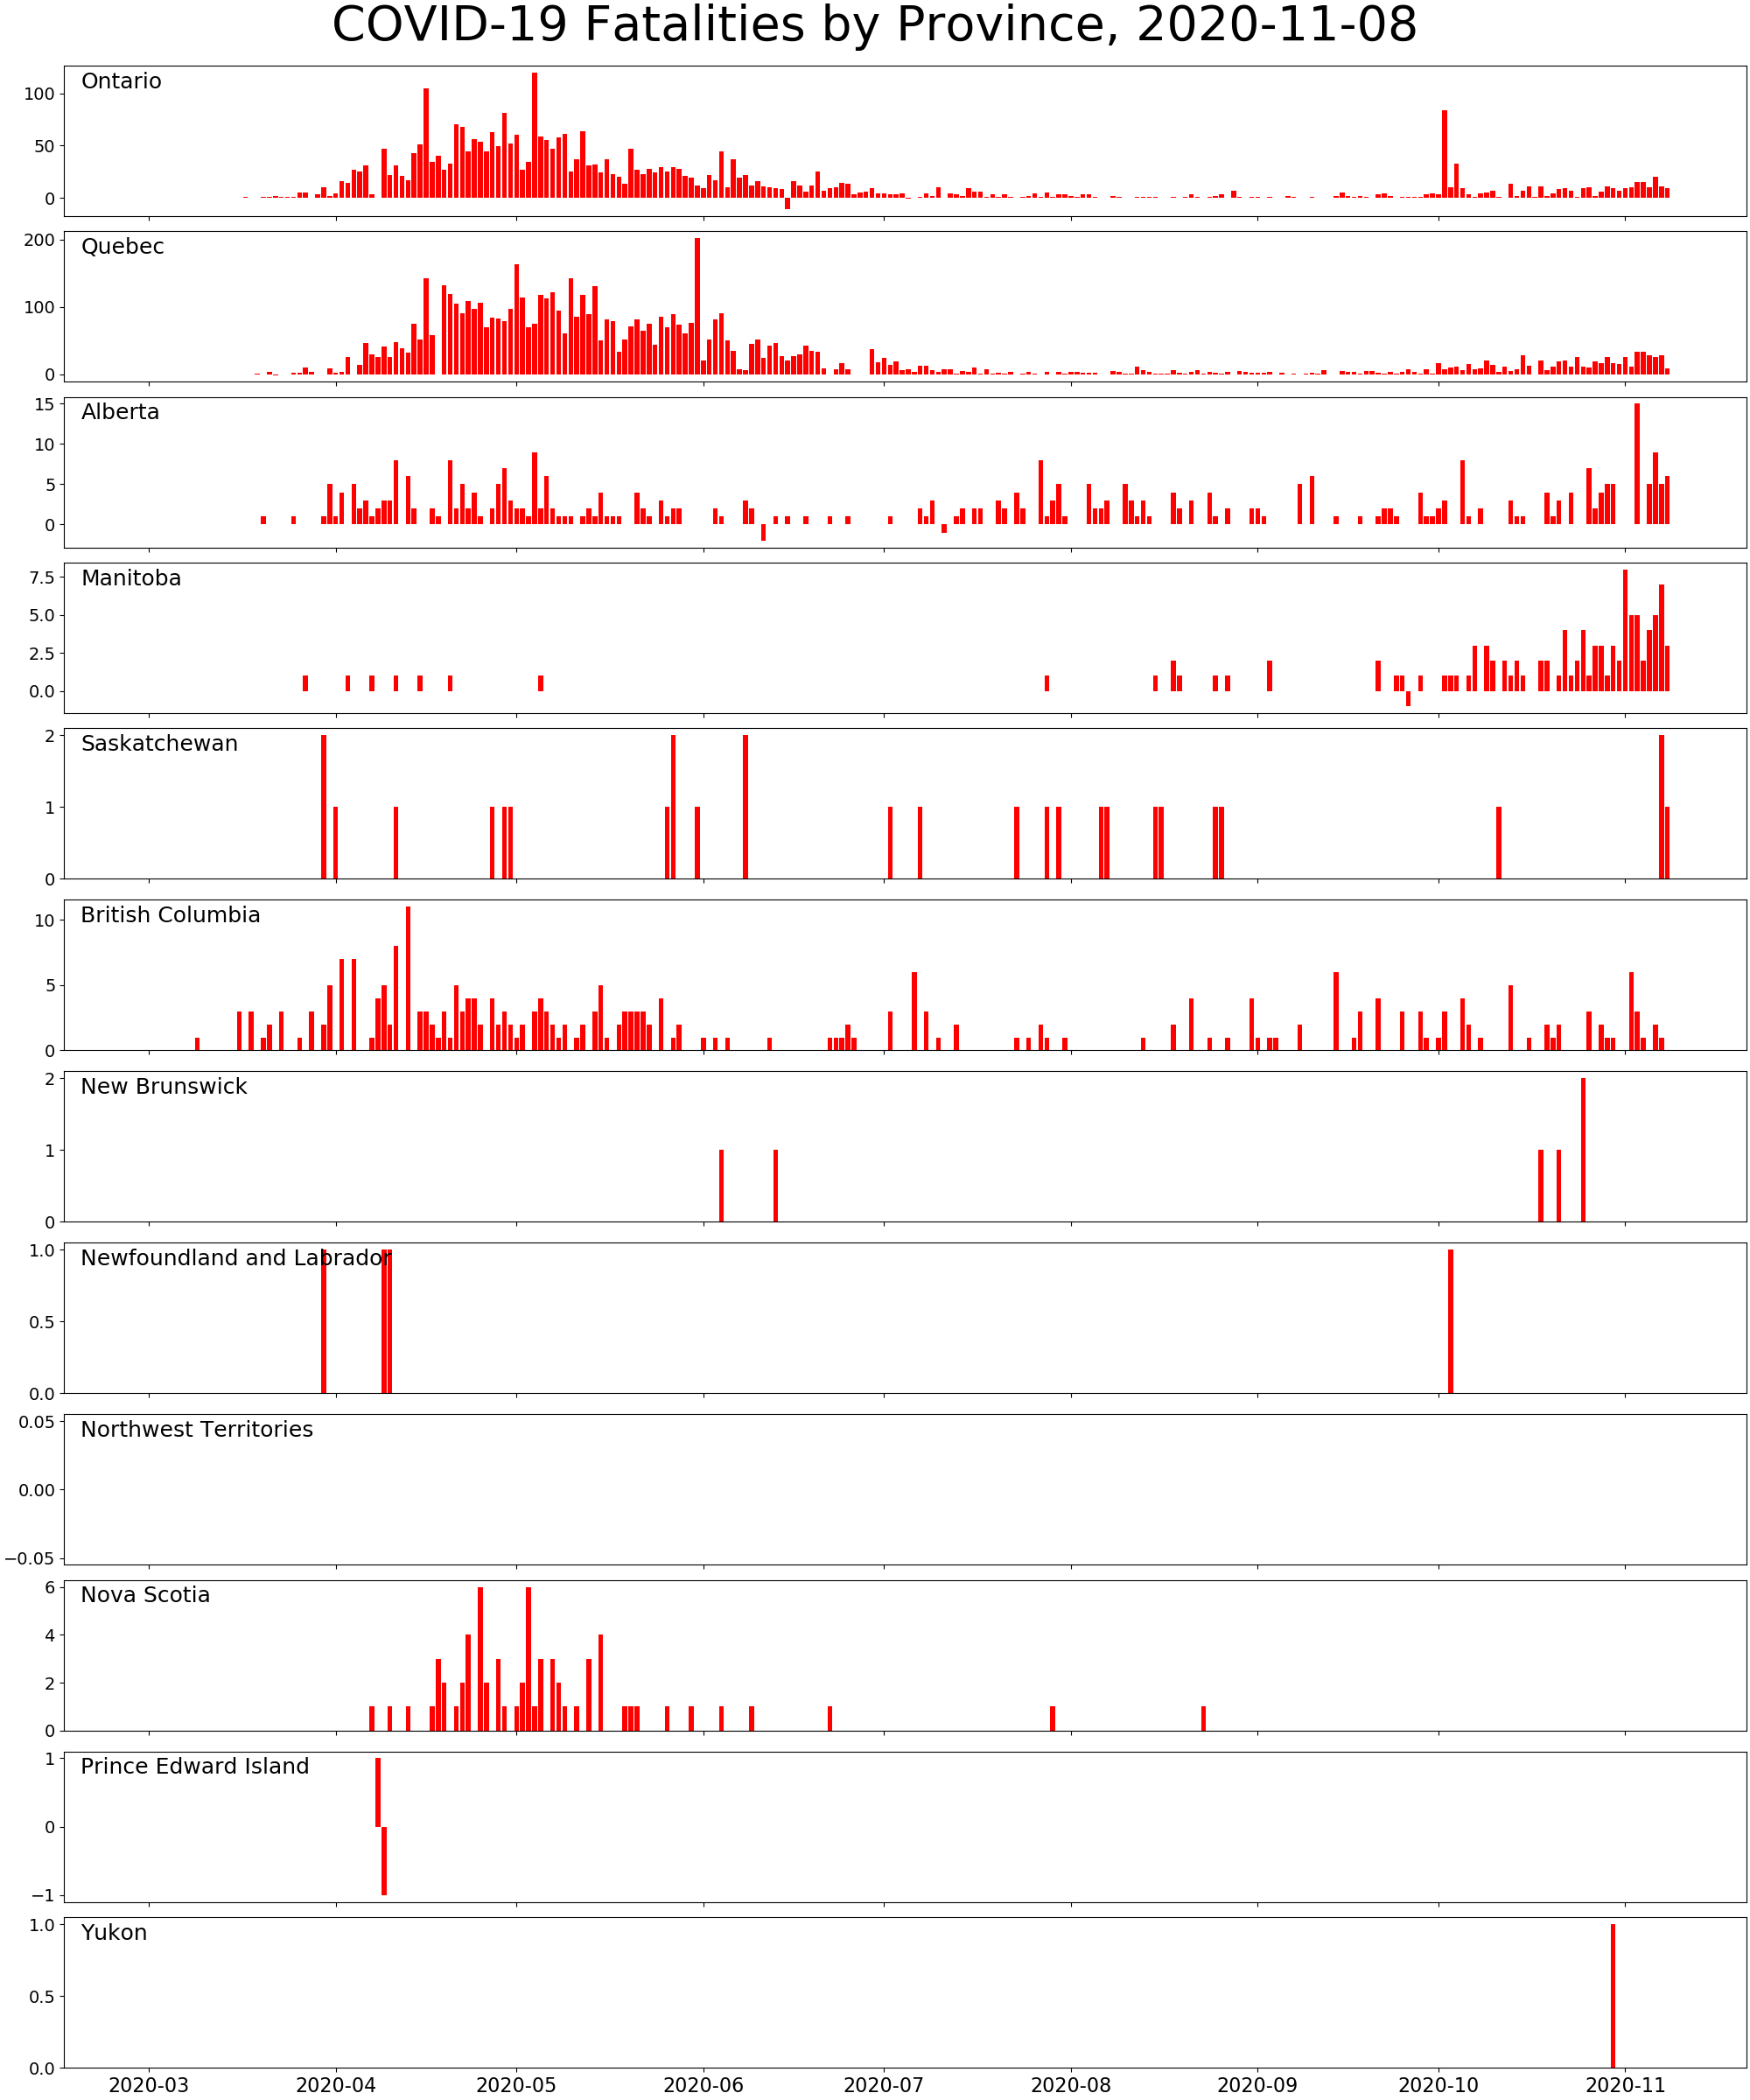 COVID-19 Fatalities by Province, 2020-11-08
Ontario
100
50
0
Quebec
200
100
0
Alberta
15
10
5
0
Manitoba
7.5
5.0
2.5
0.0
Saskatchewan
2
1
0
British Columbia
10
5
0
New Brunswick
2
1
0
Newfoundland and Labrador
1.0
0.5
0.0
Northwest Territories
0.05
0.00
−0.05
Nova Scotia
6
4
2
0
Prince Edward Island
1
0
−1
Yukon
1.0
0.5
0.0
2020-03 2020-04 2020-05 2020-06 2020-07 2020-08 2020-09 2020-10 2020-11